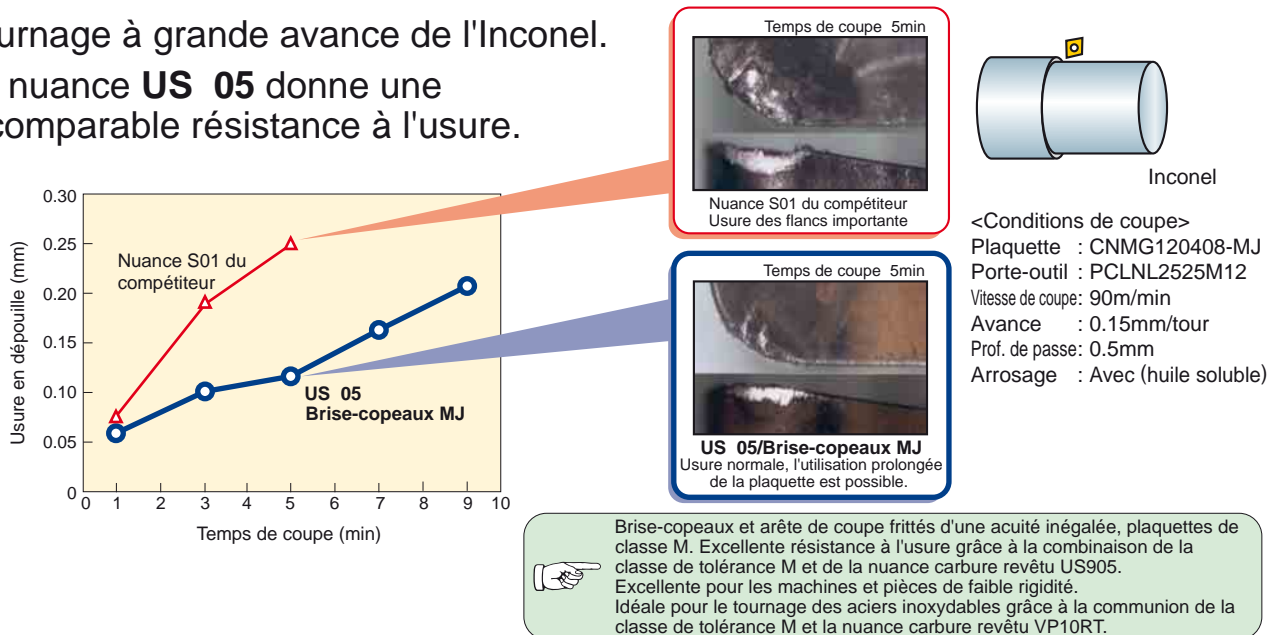 urnage à grande avance de l'Inconel.
nuance US 05 donne une
comparable résistance à l'usure.
0.30
0.25
0.20
0.15
0.10
0.05
0
Usure en dépouille (mm)
Nuance S01 du
compétiteur
US 05
Brise-copeaux MJ
0 1 2 3 4 5 6 7 8 9 10
Temps de coupe (min)
Temps de coupe 5min
Nuance S01 du compétiteur
Usure des flancs importante
Temps de coupe 5min
US 05/Brise-copeaux MJ
Usure normale, l'utilisation prolongée
de la plaquette est possible.
Inconel
<Conditions de coupe>
Plaquette : CNMG120408-MJ
Porte-outil : PCLNL2525M12
Vitesse de coupe: 90m/min
Avance : 0.15mm/tour
Prof. de passe: 0.5mm
Arrosage : Avec (huile soluble)
Brise-copeaux et arête de coupe frittés d'une acuité inégalée, plaquettes de
classe M. Excellente résistance à l'usure grâce à la combinaison de la
classe de tolérance M et de la nuance carbure revêtu US905.
Excellente pour les machines et pièces de faible rigidité.
Idéale pour le tournage des aciers inoxydables grâce à la communion de la
classe de tolérance M et la nuance carbure revêtu VP10RT.